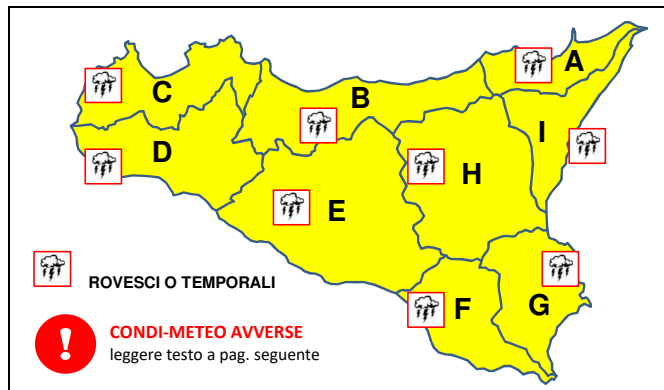 A
B
C
I
D
H
E
F
G
ROVESCI O TEMPORALI
!
CONDI-METEO AVVERSE
leggere testo a pag. seguente